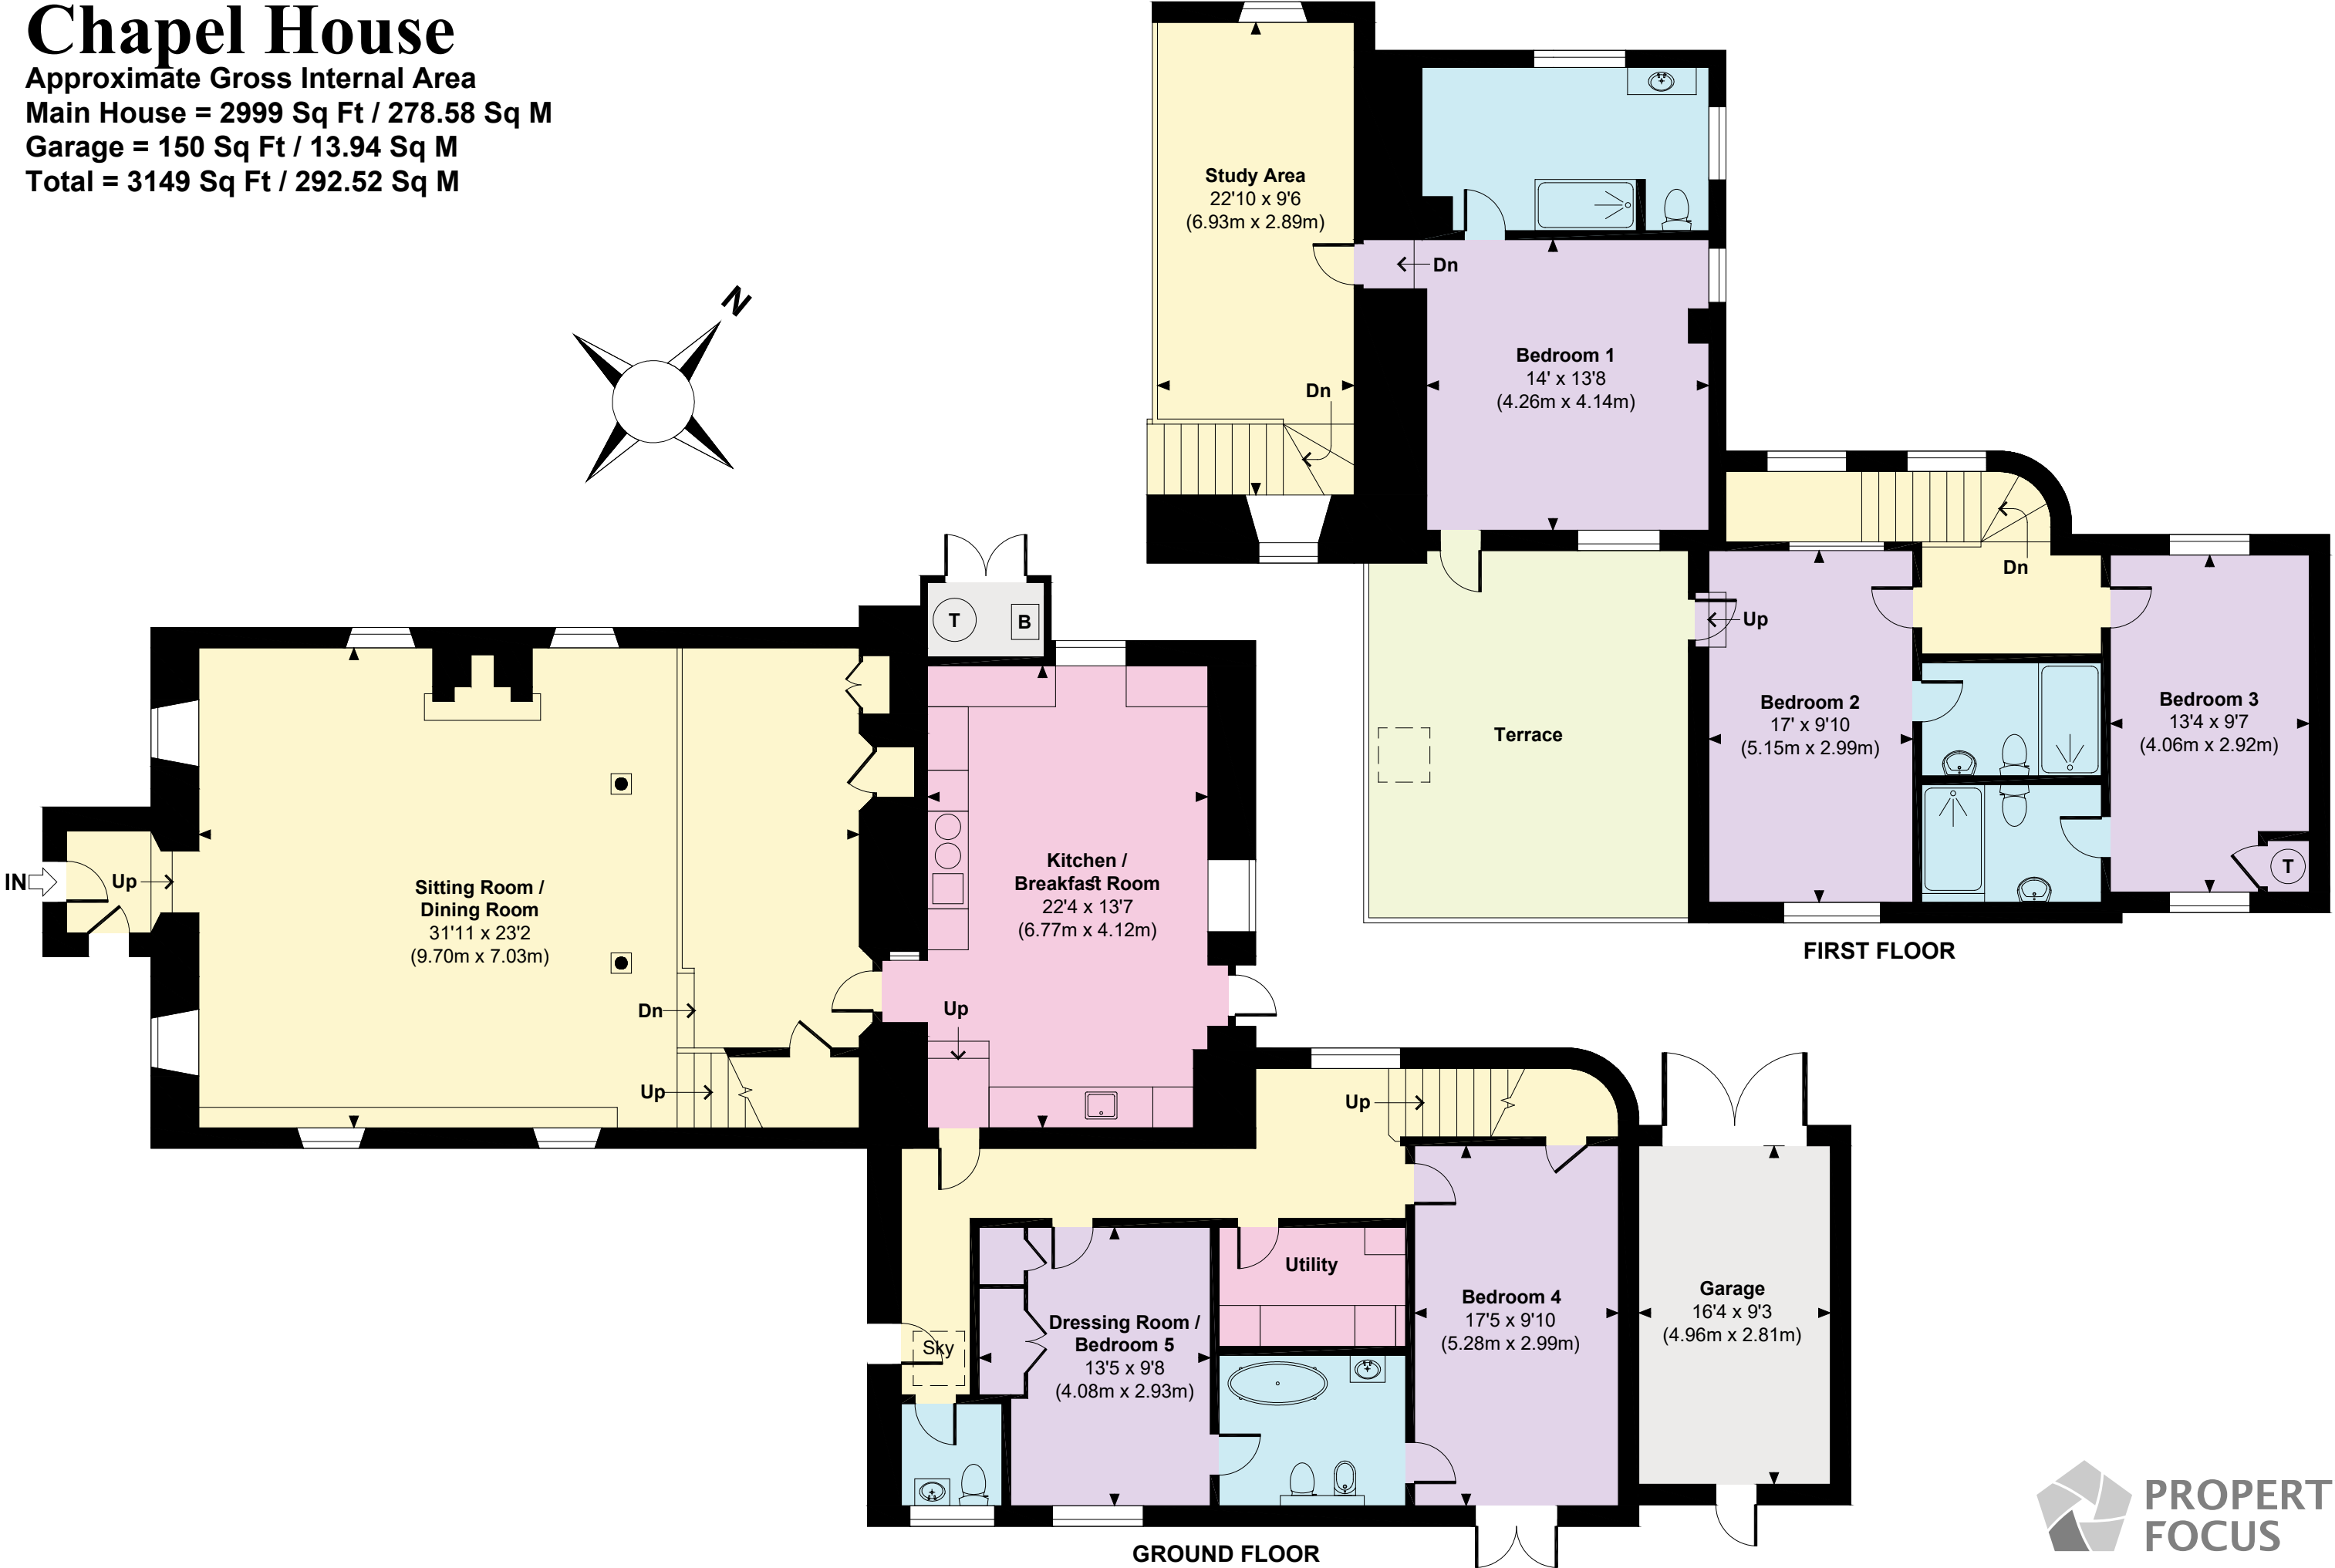 Chapel House
Approximate Gross Internal Area
Main House = 2999 Sq Ft / 278.58 Sq M
Garage = 150 Sq Ft / 13.94 Sq M
Total = 3149 Sq Ft / 292.52 Sq M
N
Study Area
22'10 x 9'6
(6.93m x 2.89m)
Dn
Dn
Bedroom 1
14' x 13'8
(4.26m x 4.14m)
Terrace
Up
Dn
Bedroom 2
17' x 9'10
(5.15m x 2.99m)
Bedroom 3
13'4 x 9'7
(4.06m x 2.92m)
T
FIRST FLOOR
T
B
IN
Up
Sitting Room /
Dining Room
31'11 x 23'2
(9.70m x 7.03m)
Dn
Up
Kitchen /
Breakfast Room
22'4 x 13'7
(6.77m x 4.12m)
Up
Up
Utility
Sky
Dressing Room /
Bedroom 5
13'5 x 9'8
(4.08m x 2.93m)
Bedroom 4
17'5 x 9'10
(5.28m x 2.99m)
Garage
16'4 x 9'3
(4.96m x 2.81m)
GROUND FLOOR
PROPERT
FOCUS